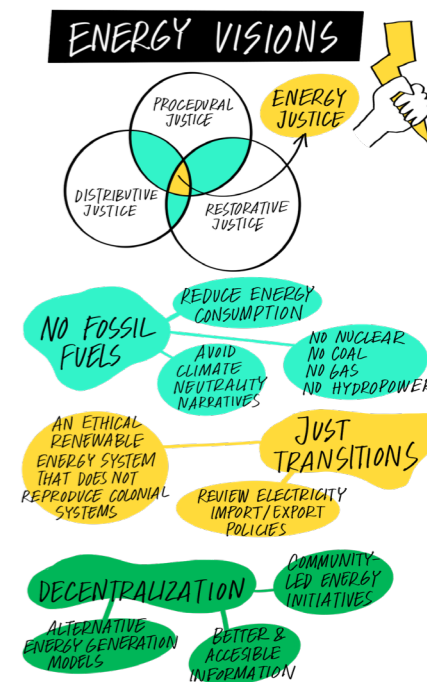 ENERGY VISIONS
PROCEDURAL
JUSTICE
ENERGY
JUSTICE
DISTRIBUTIVE
JUSTICE
RESTORATIVE
JUSTICE
NO FOSSIL
FUELS
REDUCE ENERGY
CONSUMPTION
AVOID
CLIMATE
NEUTRALITY
NARRATIVES
NO NUCLEAR
NO COAL
NO GAS
NO HYDROPOWER
AN ETHICAL
RENEWABLE
ENERGY SYSTEM
THAT DOES NOT
REPRODUCE COLONIAL
SYSTEMS
JUST
TRANSITIONS
REVIEW ELECTRICITY
IMPORT/EXPORT
POLICIES
DECENTRALIZATION
COMMUNITY-
LED ENERGY
INITIATIVES
ALTERNATIVE
ENERGY GENERATION
MODELS
BETTER &
ACCESIBLE
INFORMATION